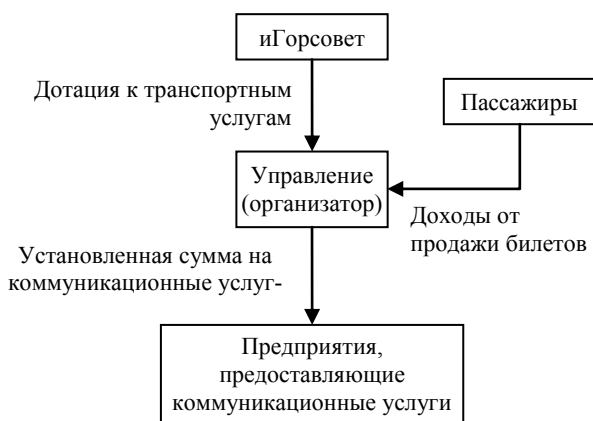 иГорсовет
Дотация к транспортным
услугам
Пассажиры
Управление
(организатор)
Доходы от
продажи билетов
Установленная сумма на
коммуникационные услуг-
Предприятия,
предоставляющие
коммуникационные услуги